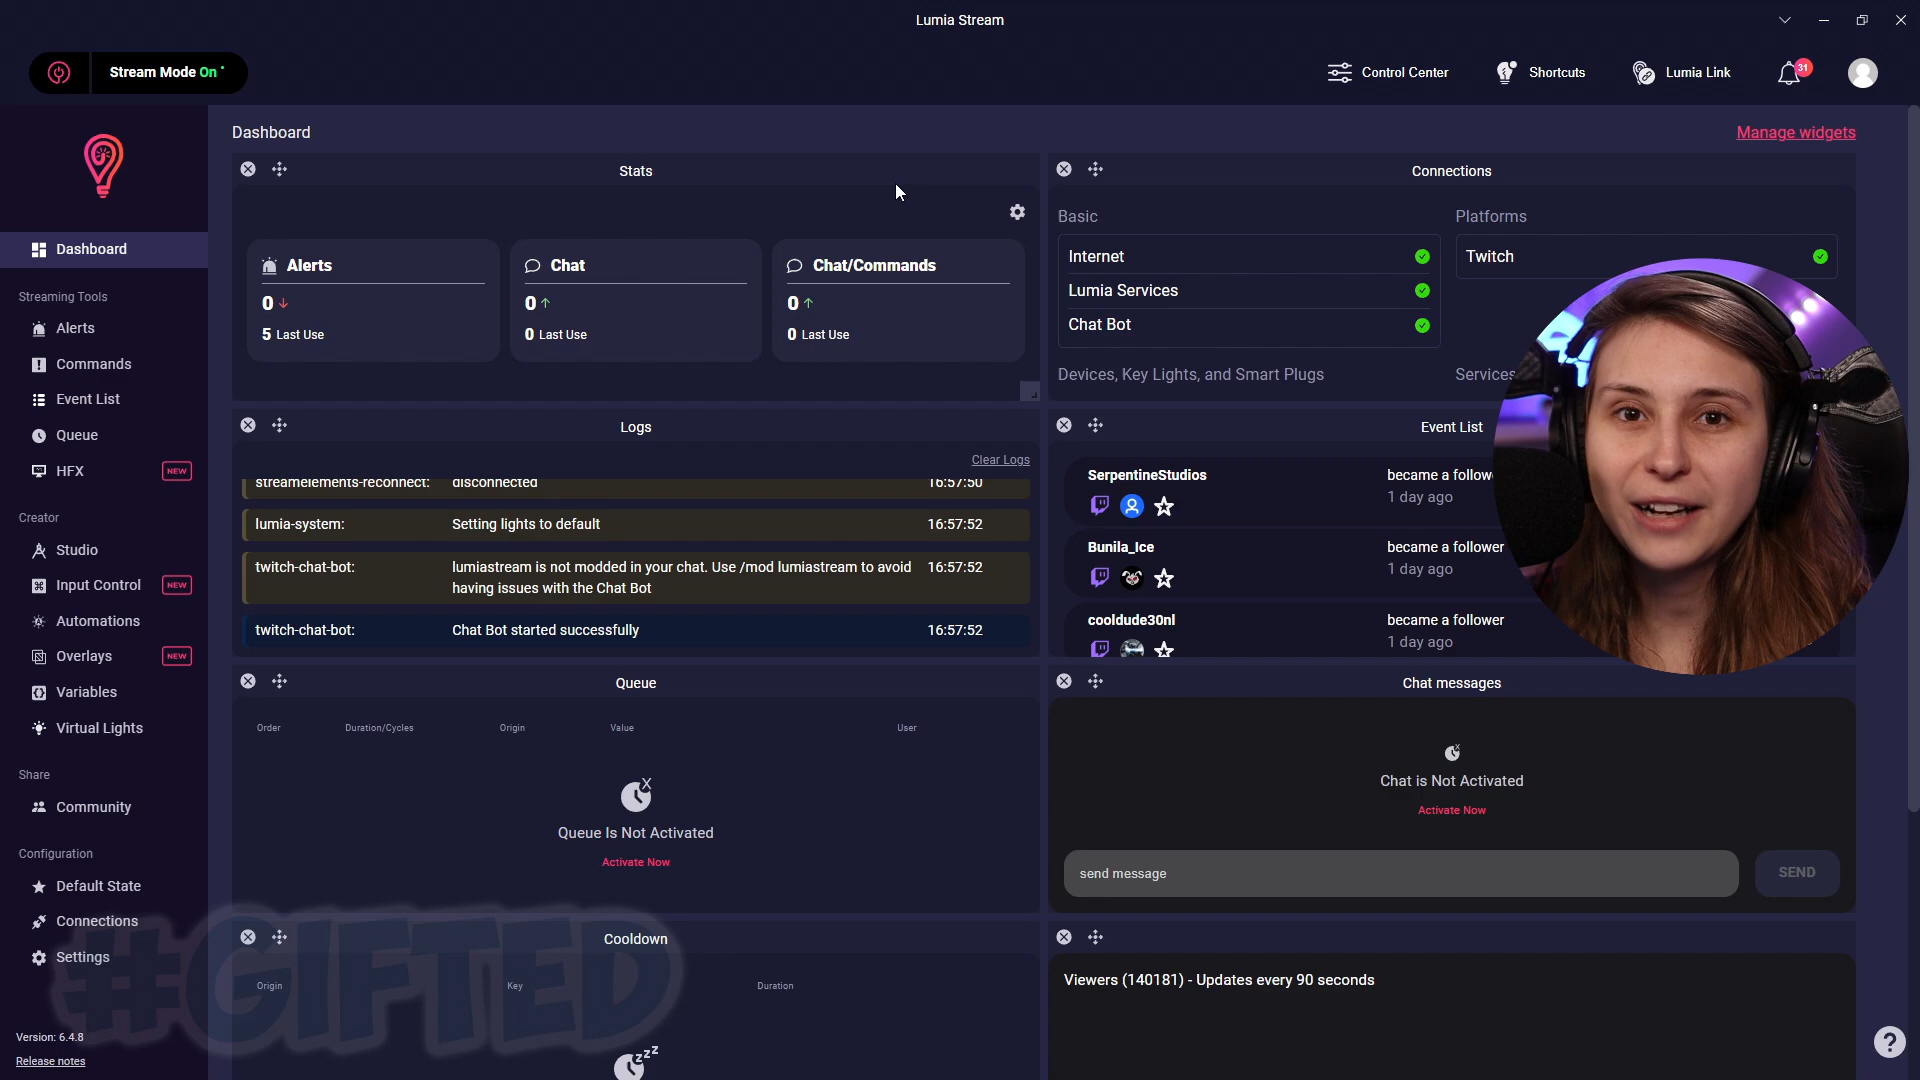 Lumia Stream
Stream Mode On
Control Center
Shortcuts
Lumia Link
31
Dashboard
Manage widgets
Dashboard
Streaming Tools
Alerts
Commands
Event List
Queue
HFX NEW
Creator
Studio
Input Control NEW
Automations
Overlays NEW
Variables
Virtual Lights
Share
Community
Configuration
Default State
Connections
Settings
Version: 6.4.8
Release notes
Stats
Alerts
0
5 Last Use
Chat
0
0 Last Use
Chat/Commands
0
0 Last Use
Connections
Basic
Internet
Lumia Services
Chat Bot
Platforms
Twitch
Devices, Key Lights, and Smart Plugs
Services
Logs
Clear Logs
streamelements-reconnect: disconnected 16:57:50
lumia-system: Setting lights to default 16:57:52
twitch-chat-bot: lumiastream is not modded in your chat. Use /mod lumiastream to avoid 16:57:52
having issues with the Chat Bot
twitch-chat-bot: Chat Bot started successfully 16:57:52
Event List
SerpentineStudios became a follow
1 day ago
Bunila_Ice became a follower
1 day ago
cooldude30nl became a follower
1 day ago
Queue
Order Duration/Cycles Origin Value User
Queue Is Not Activated
Activate Now
Chat messages
Chat is Not Activated
Activate Now
send message
SEND
Cooldown
Origin Key Duration
Viewers (140181) - Updates every 90 seconds
#GIFTED